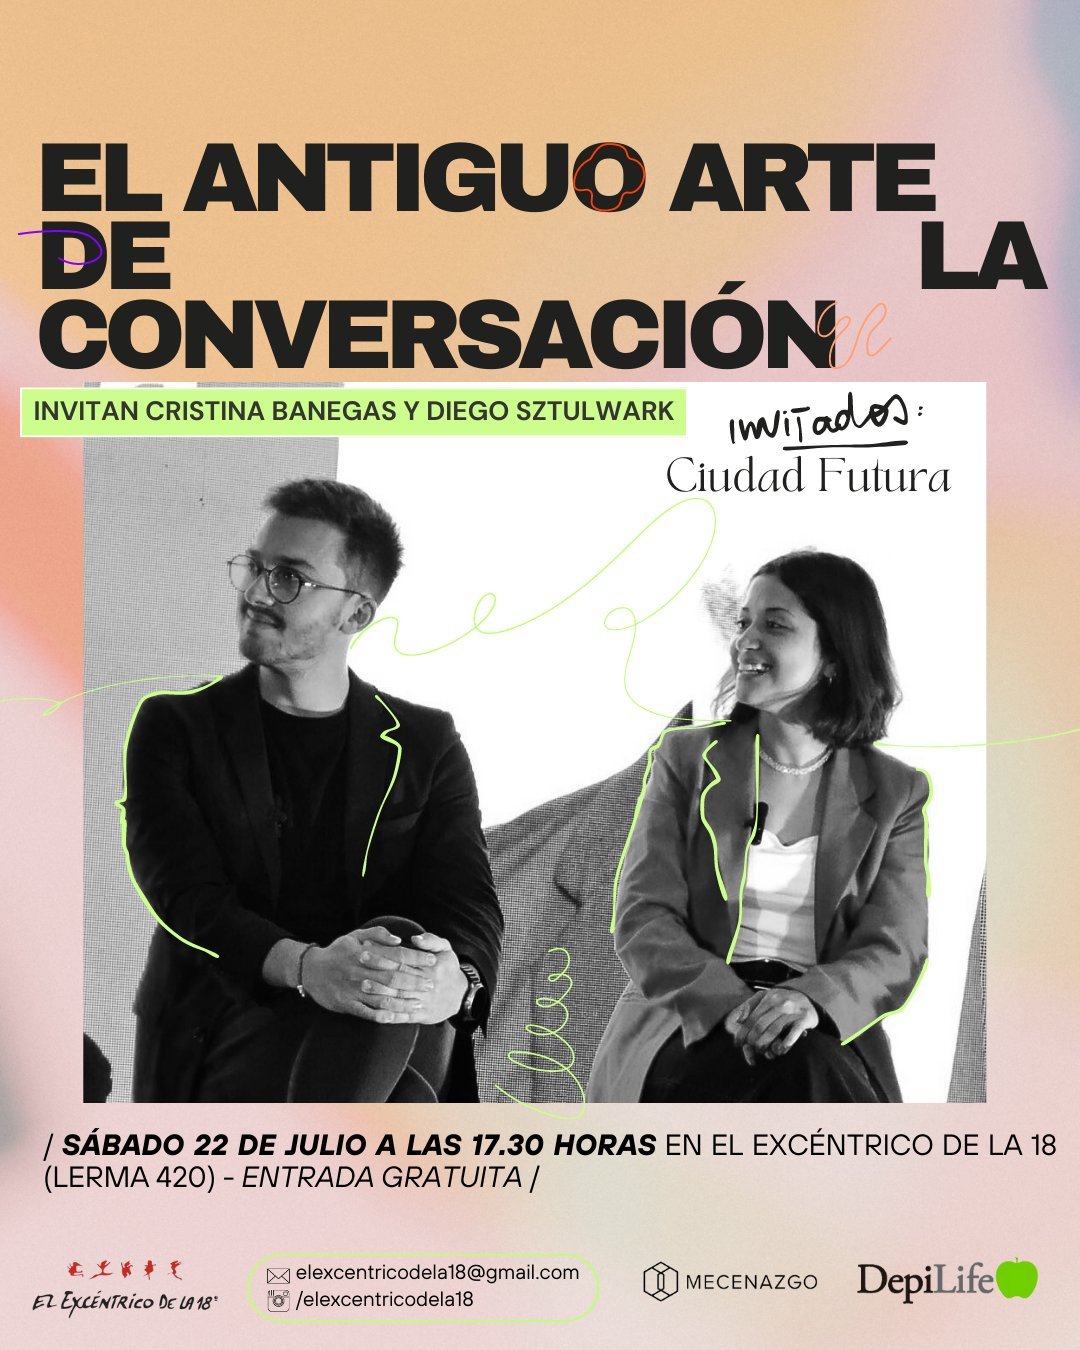 EL ANTIGUO ARTE
DE LA
CONVERSACIÓN
INVITAN CRISTINA BANEGAS Y DIEGO SZTULWARK
invitados:
Ciudad Futura
/ SÁBADO 22 DE JULIO A LAS 17.30 HORAS EN EL EXCÉNTRICO DE LA 18
(LERMA 420) - ENTRADA GRATUITA /
EL EXCÉNTRICO DE LA 18°
elexcentricodela18@gmail.com
/elexcentricodela18
MECENAZGO
DepiLife